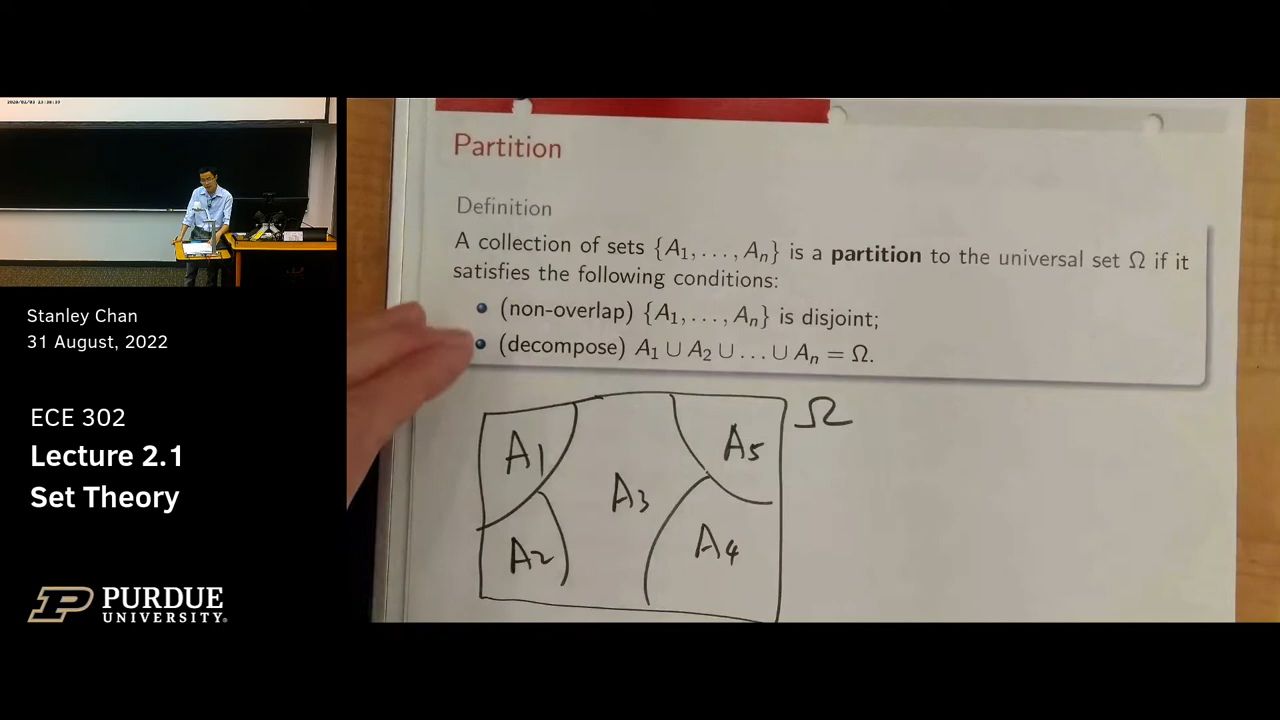 Stanley Chan
31 August, 2022
ECE 302
Lecture 2.1
Set Theory
PURDUE
UNIVERSITY.
Partition
Definition
A collection of sets {A₁, . . . , Aₙ} is a partition to the universal set Ω if it
satisfies the following conditions:
(non-overlap) {A₁, . . . , Aₙ} is disjoint;
(decompose) A₁ ∪ A₂ ∪ . . . ∪ Aₙ = Ω.
Ω
A1
A5
A3
A2
A4